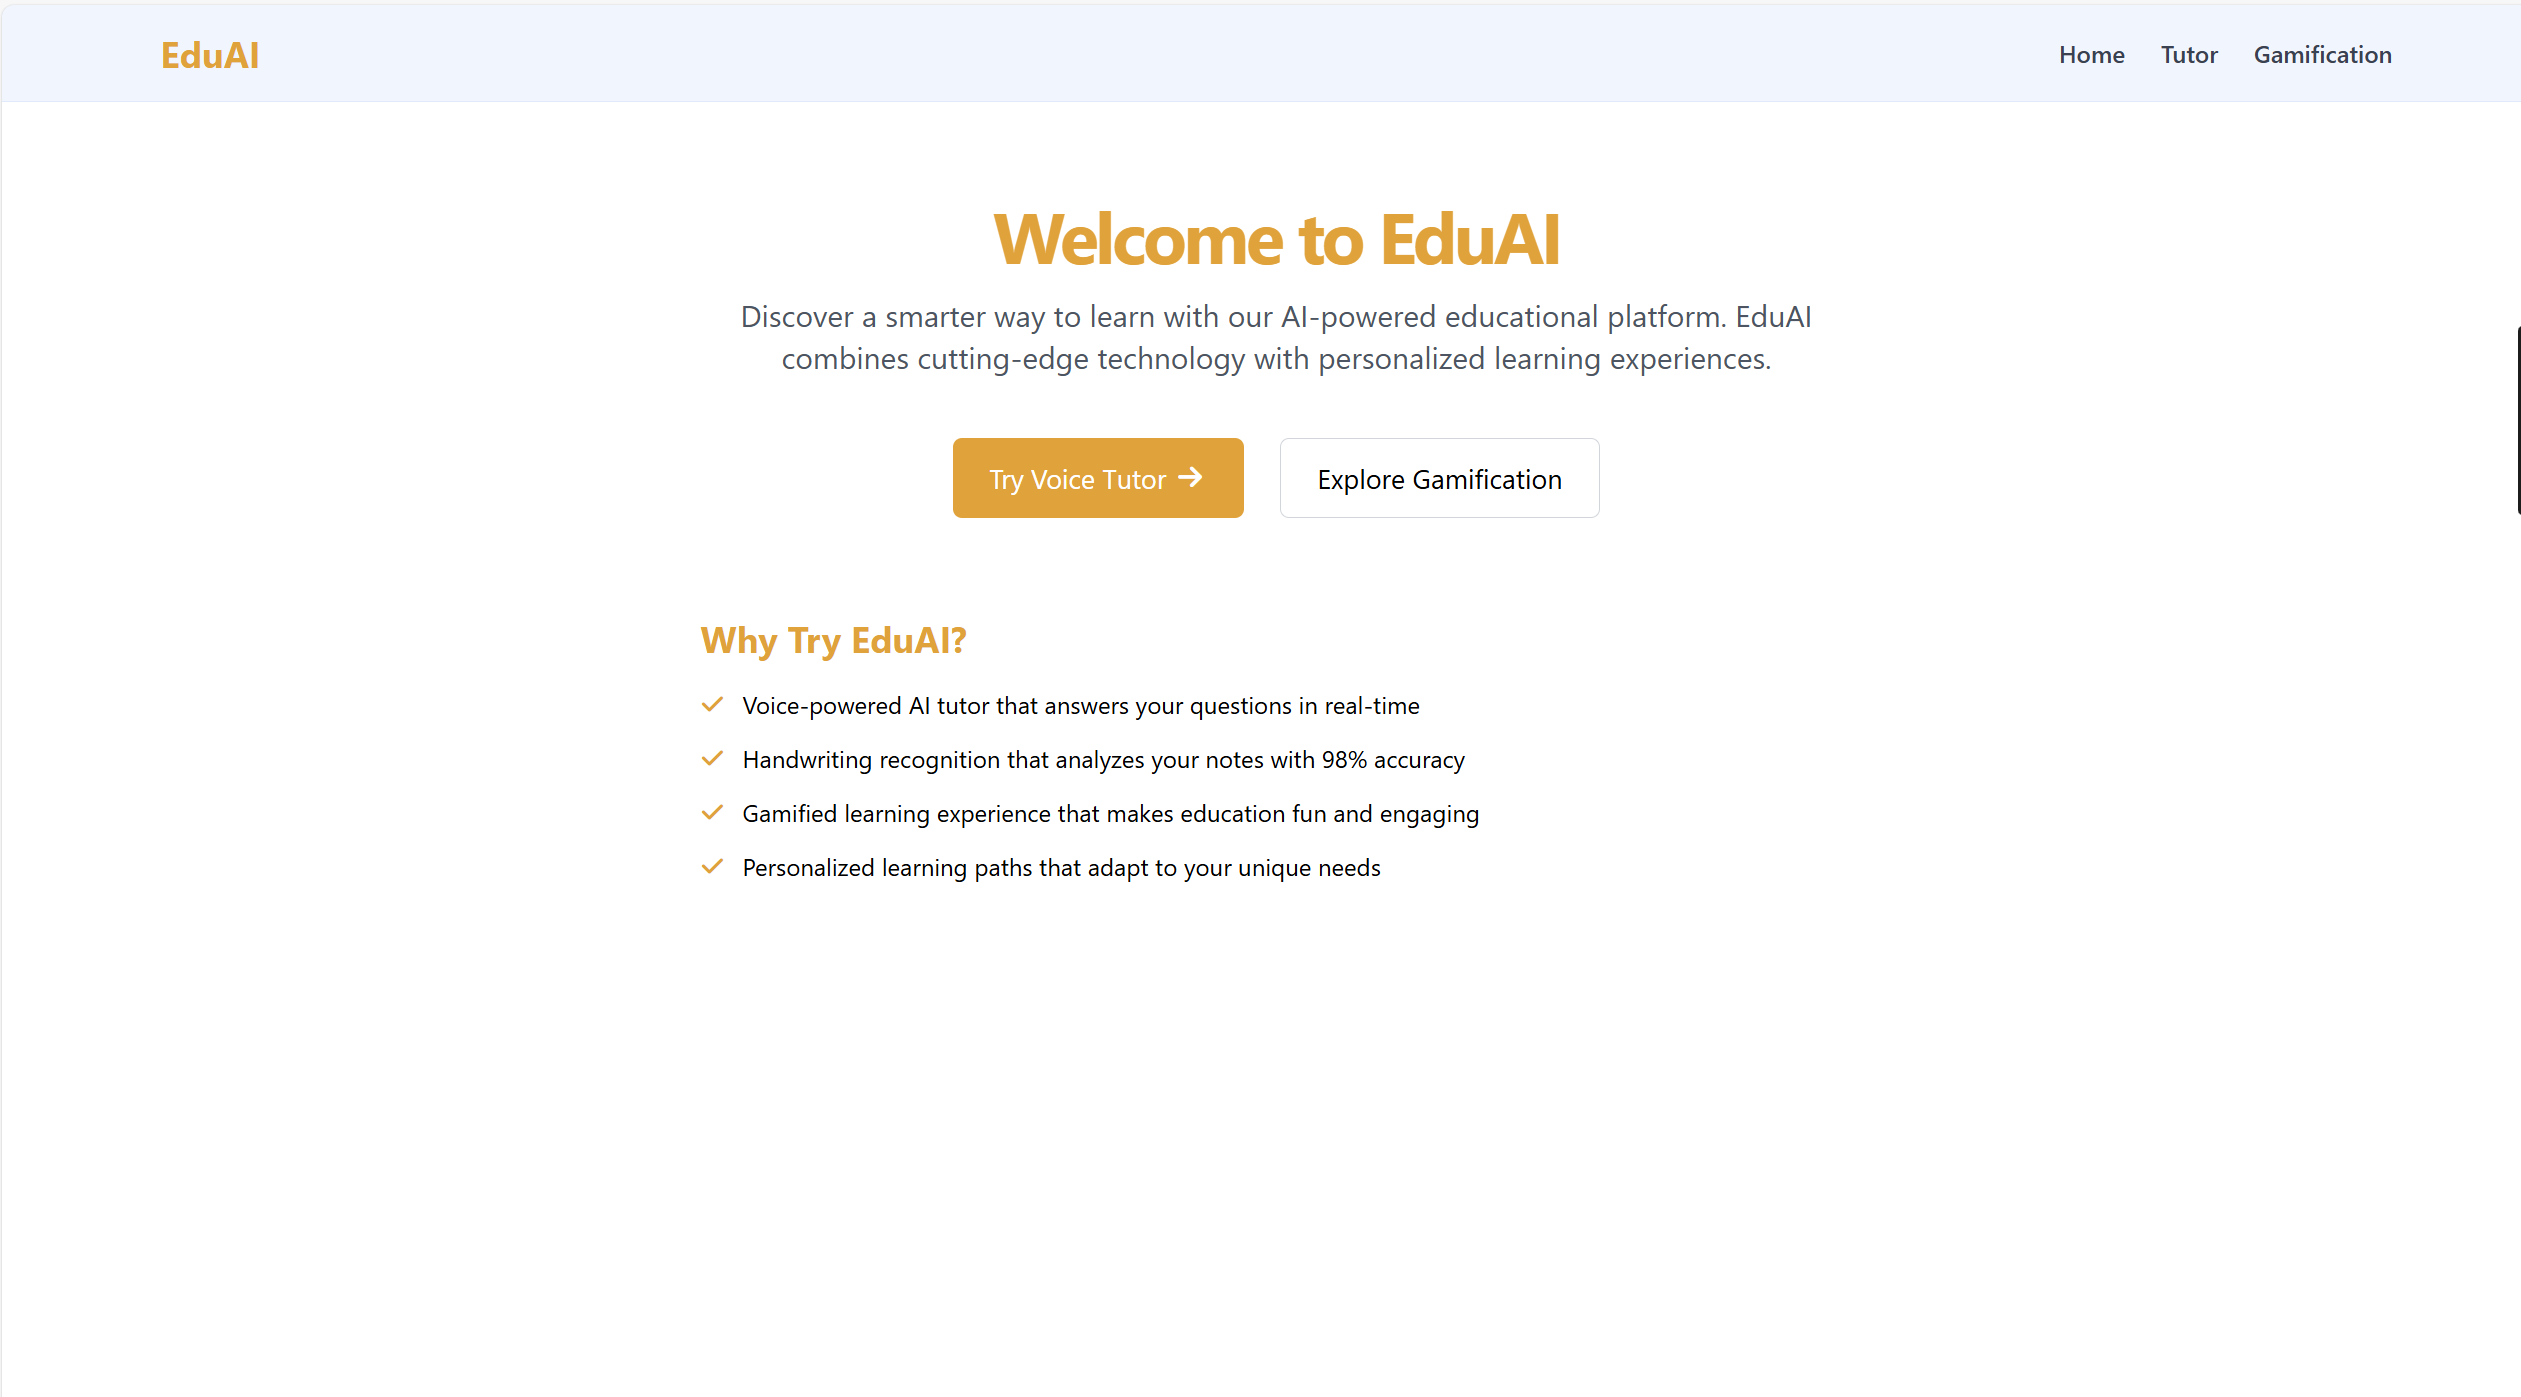 EduAI
Home Tutor Gamification
Welcome to EduAI
Discover a smarter way to learn with our AI-powered educational platform. EduAI
combines cutting-edge technology with personalized learning experiences.
Try Voice Tutor → Explore Gamification
Why Try EduAI?
Voice-powered AI tutor that answers your questions in real-time
Handwriting recognition that analyzes your notes with 98% accuracy
Gamified learning experience that makes education fun and engaging
Personalized learning paths that adapt to your unique needs